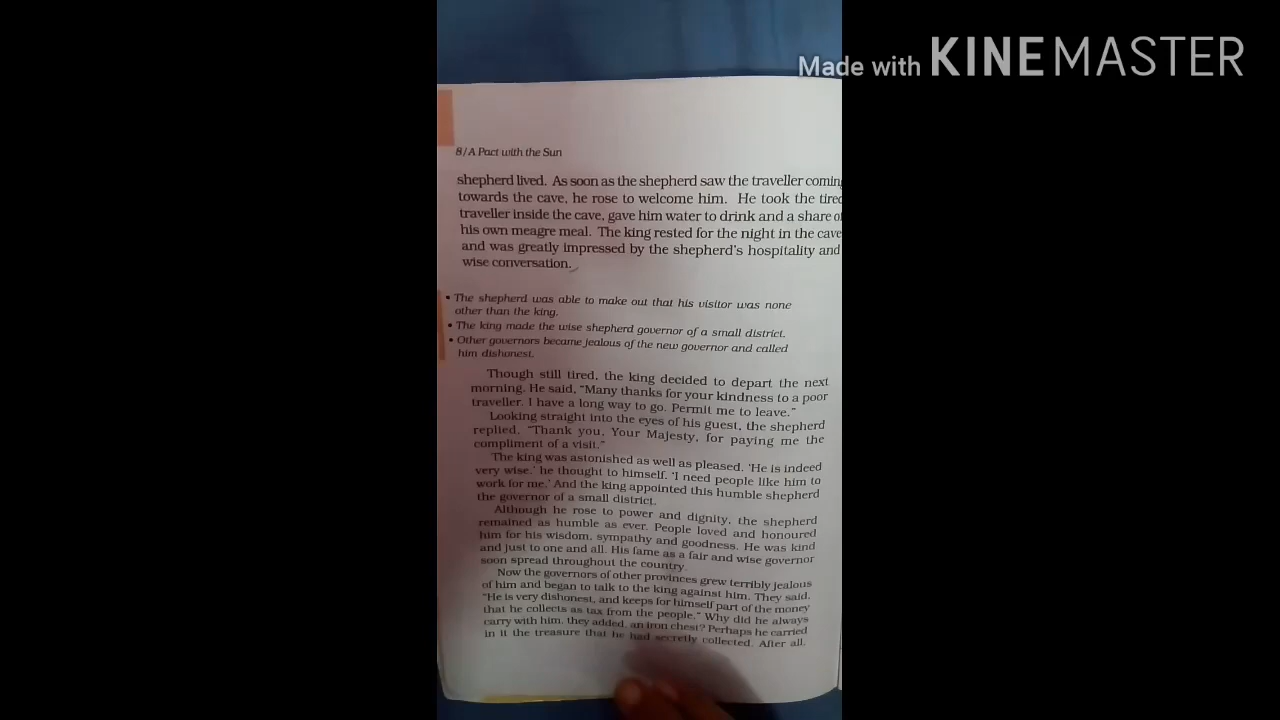 Made with KINEMASTER
8/A Pact with the Sun
shepherd lived. As soon as the shepherd saw the traveller coming
towards the cave, he rose to welcome him. He took the tired
traveller inside the cave, gave him water to drink and a share of
his own meagre meal. The king rested for the night in the cave
and was greatly impressed by the shepherd's hospitality and
wise conversation.
• The shepherd was able to make out that his visitor was none
other than the king.
• The king made the wise shepherd governor of a small district.
• Other governors became jealous of the new governor and called
him dishonest.
Though still tired, the king decided to depart the next
morning. He said, "Many thanks for your kindness to a poor
traveller. I have a long way to go. Permit me to leave."
Looking straight into the eyes of his guest, the shepherd
replied, "Thank you, Your Majesty, for paying me the
compliment of a visit."
The king was astonished as well as pleased. 'He is indeed
very wise,' he thought to himself. 'I need people like him to
work for me.' And the king appointed this humble shepherd
the governor of a small district.
Although he rose to power and dignity, the shepherd
remained as humble as ever. People loved and honoured
him for his wisdom, sympathy and goodness. He was kind
and just to one and all. His fame as a fair and wise governor
soon spread throughout the country.
Now the governors of other provinces grew terribly jealous
of him and began to talk to the king against him. They said,
"He is very dishonest, and keeps for himself part of the money
that he collects as tax from the people." Why did he always
carry with him, they added, an iron chest? Perhaps he carried
in it the treasure that he had secretly collected. After all,